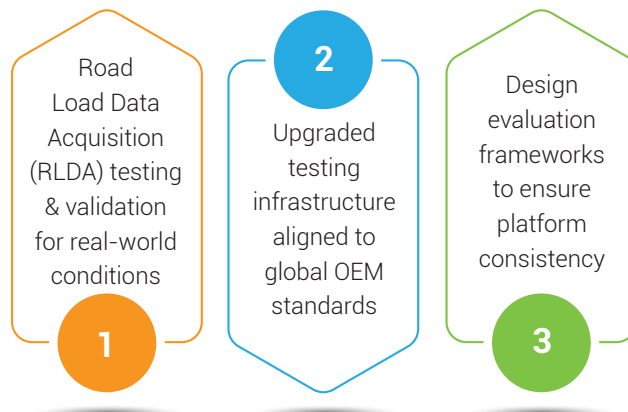 Road
Load Data
Acquisition
(RLDA) testing
& validation
for real-world
conditions
1
2
Upgraded
testing
infrastructure
aligned to
global OEM
standards
Design
evaluation
frameworks
to ensure
platform
consistency
3